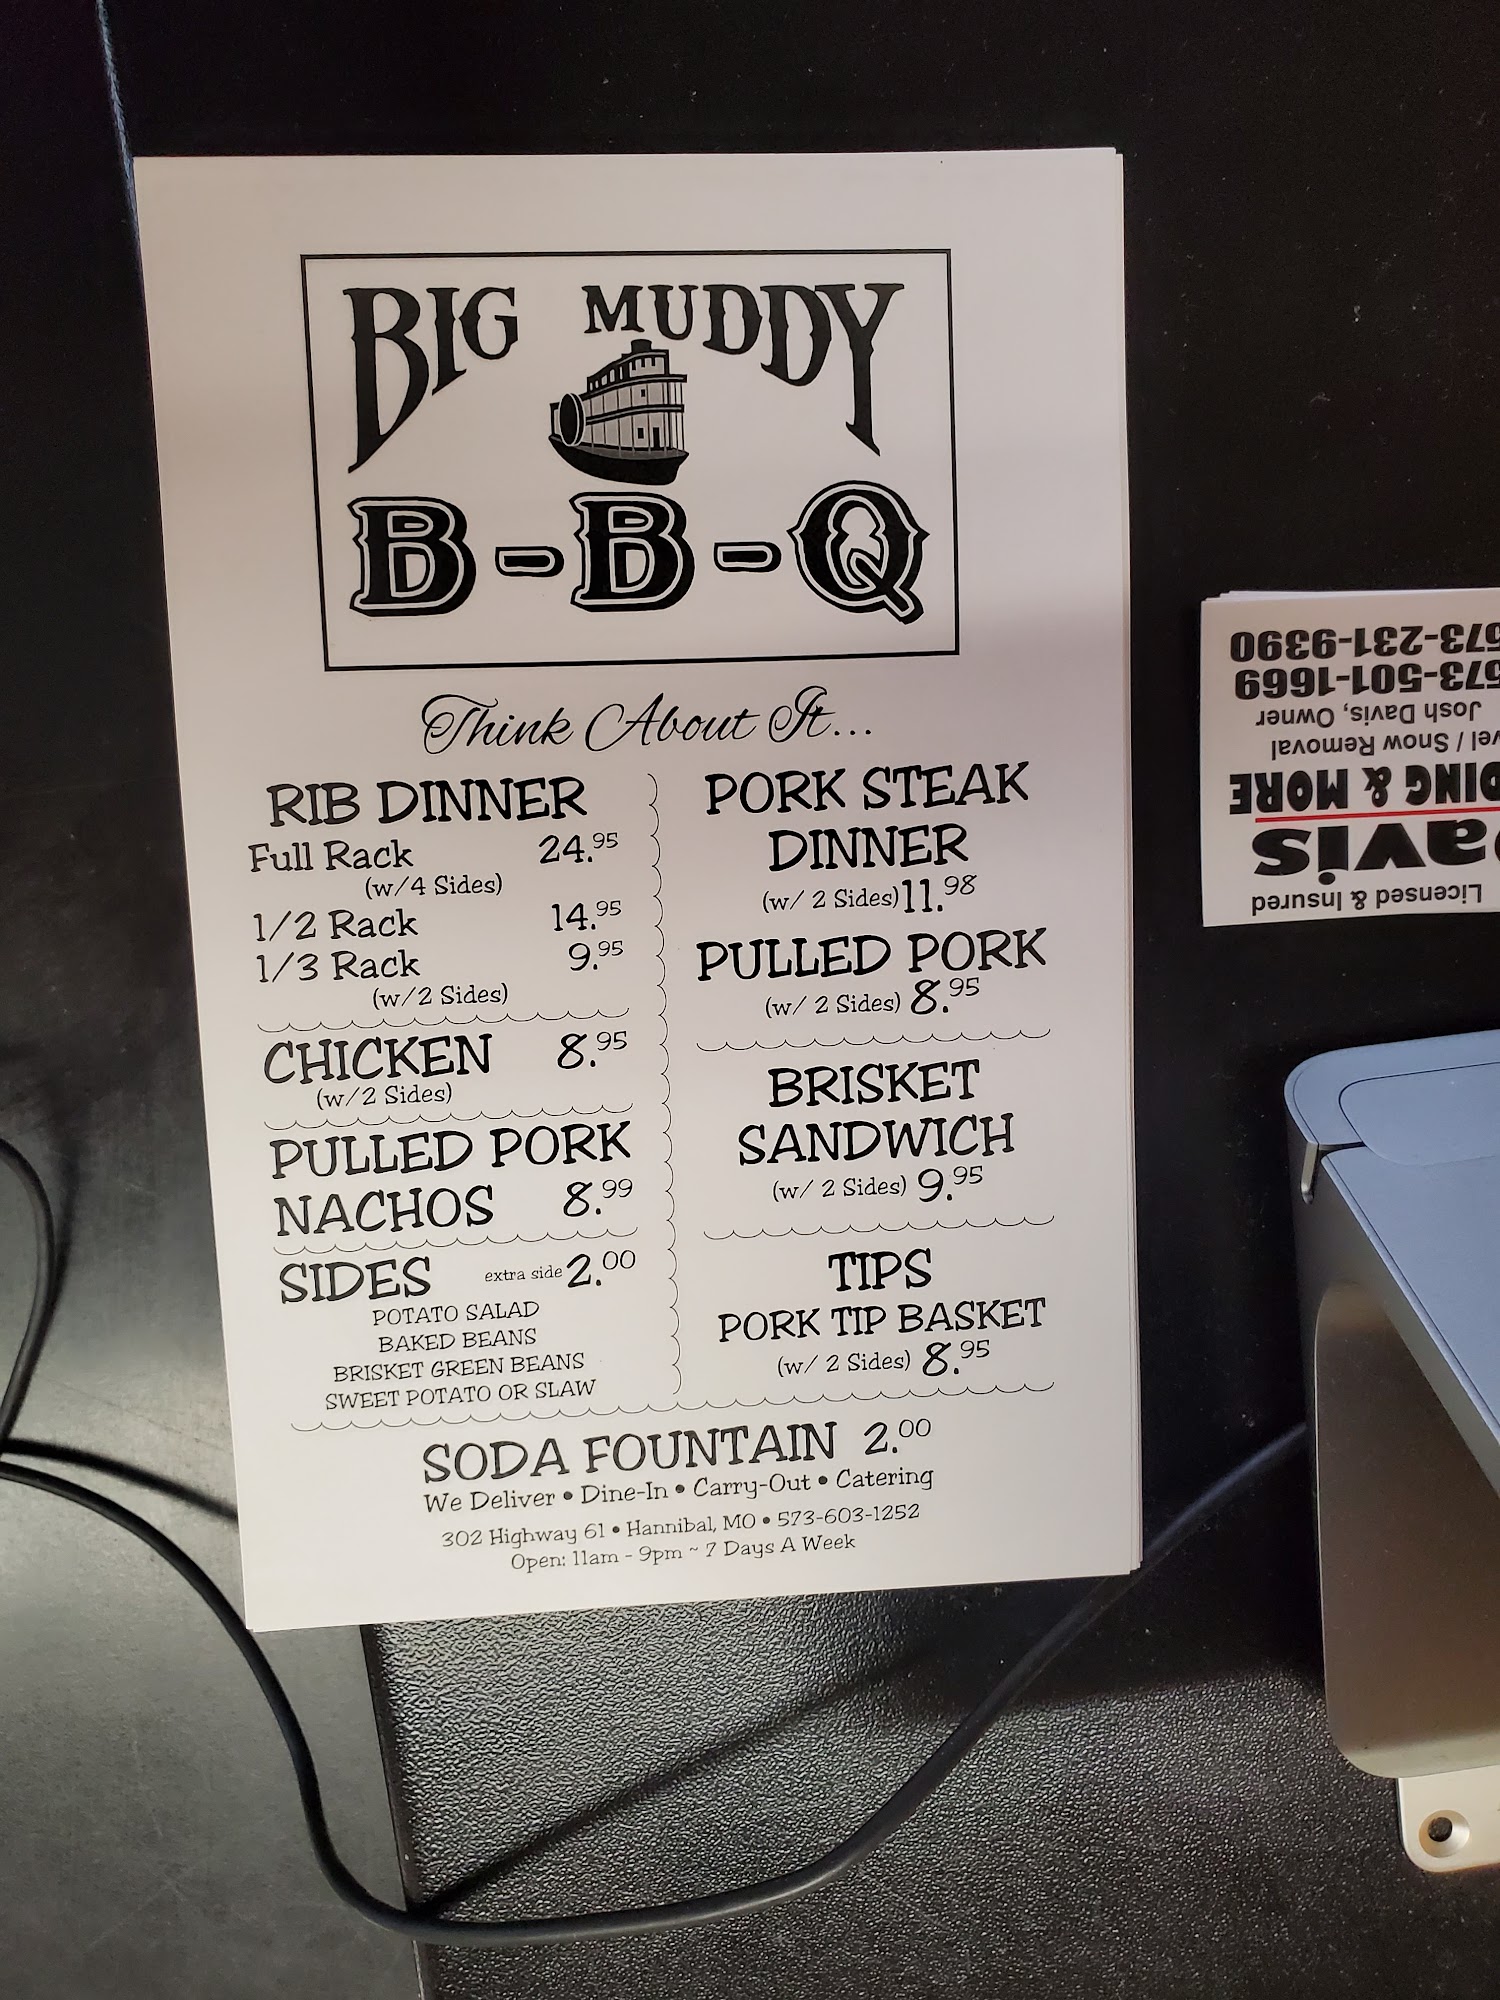 BIG MUDDY
B-B-Q
Think About It...
RIB DINNER
Full Rack 24.95
(w/4 Sides)
1/2 Rack 14.95
1/3 Rack 9.95
(w/2 Sides)
CHICKEN 8.95
(w/2 Sides)
PULLED PORK
NACHOS 8.99
SIDES extra side 2.00
POTATO SALAD
BAKED BEANS
BRISKET GREEN BEANS
SWEET POTATO OR SLAW
PORK STEAK
DINNER
(w/ 2 Sides) 11.98
PULLED PORK
(w/ 2 Sides) 8.95
BRISKET
SANDWICH
(w/ 2 Sides) 9.95
TIPS
PORK TIP BASKET
(w/ 2 Sides) 8.95
SODA FOUNTAIN 2.00
We Deliver • Dine-In • Carry-Out • Catering
302 Highway 61 • Hannibal, MO • 573-603-1252
Open: 11am - 9pm ~ 7 Days A Week
Licensed & Insured
& MORE
/ Snow Removal
Josh Davis, Owner
573-501-1669
573-231-9390